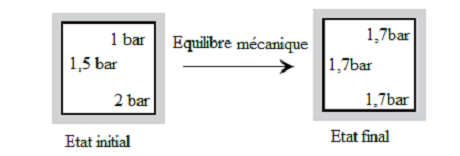 1 bar
1,5 bar
2 bar
Etat initial
Equilibre mécanique
1,7bar
1,7bar
1,7bar
Etat final